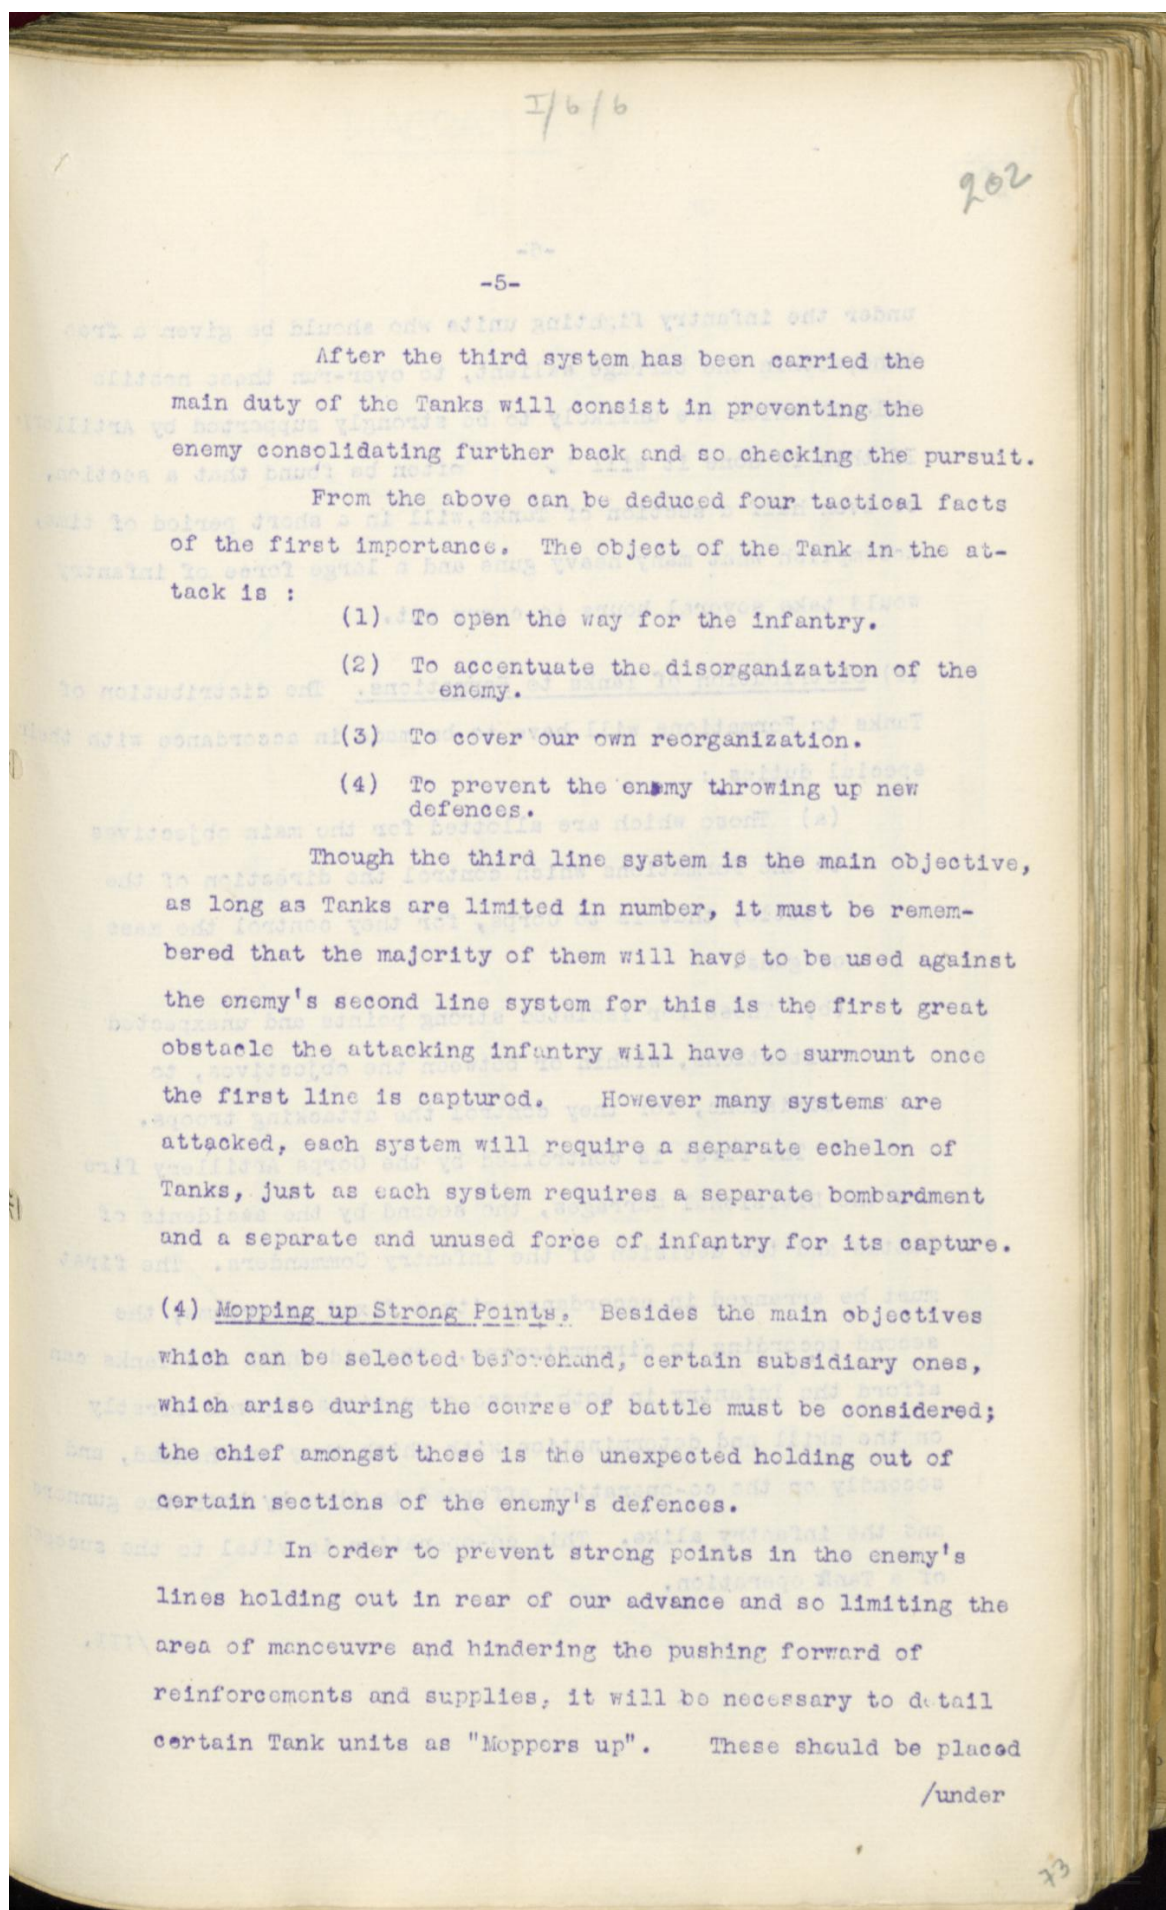 I/6/6
202
-5-
After the third system has been carried the
main duty of the Tanks will consist in preventing the
enemy consolidating further back and so checking the pursuit.
From the above can be deduced four tactical facts
of the first importance. The object of the Tank in the at-
tack is :
(1) To open the way for the infantry.
(2) To accentuate the disorganization of the
enemy.
(3) To cover our own reorganization.
(4) To prevent the enemy throwing up new
defences.
Though the third line system is the main objective,
as long as Tanks are limited in number, it must be remem-
bered that the majority of them will have to be used against
the enemy's second line system for this is the first great
obstacle the attacking infantry will have to surmount once
the first line is captured. However many systems are
attacked, each system will require a separate echelon of
Tanks, just as each system requires a separate bombardment
and a separate and unused force of infantry for its capture.
(4) Mopping up Strong Points. Besides the main objectives
which can be selected beforehand, certain subsidiary ones,
which arise during the course of battle must be considered;
the chief amongst these is the unexpected holding out of
certain sections of the enemy's defences.
In order to prevent strong points in the enemy's
lines holding out in rear of our advance and so limiting the
area of manoeuvre and hindering the pushing forward of
reinforcements and supplies, it will be necessary to detail
certain Tank units as "Moppers up". These should be placed
/under
73